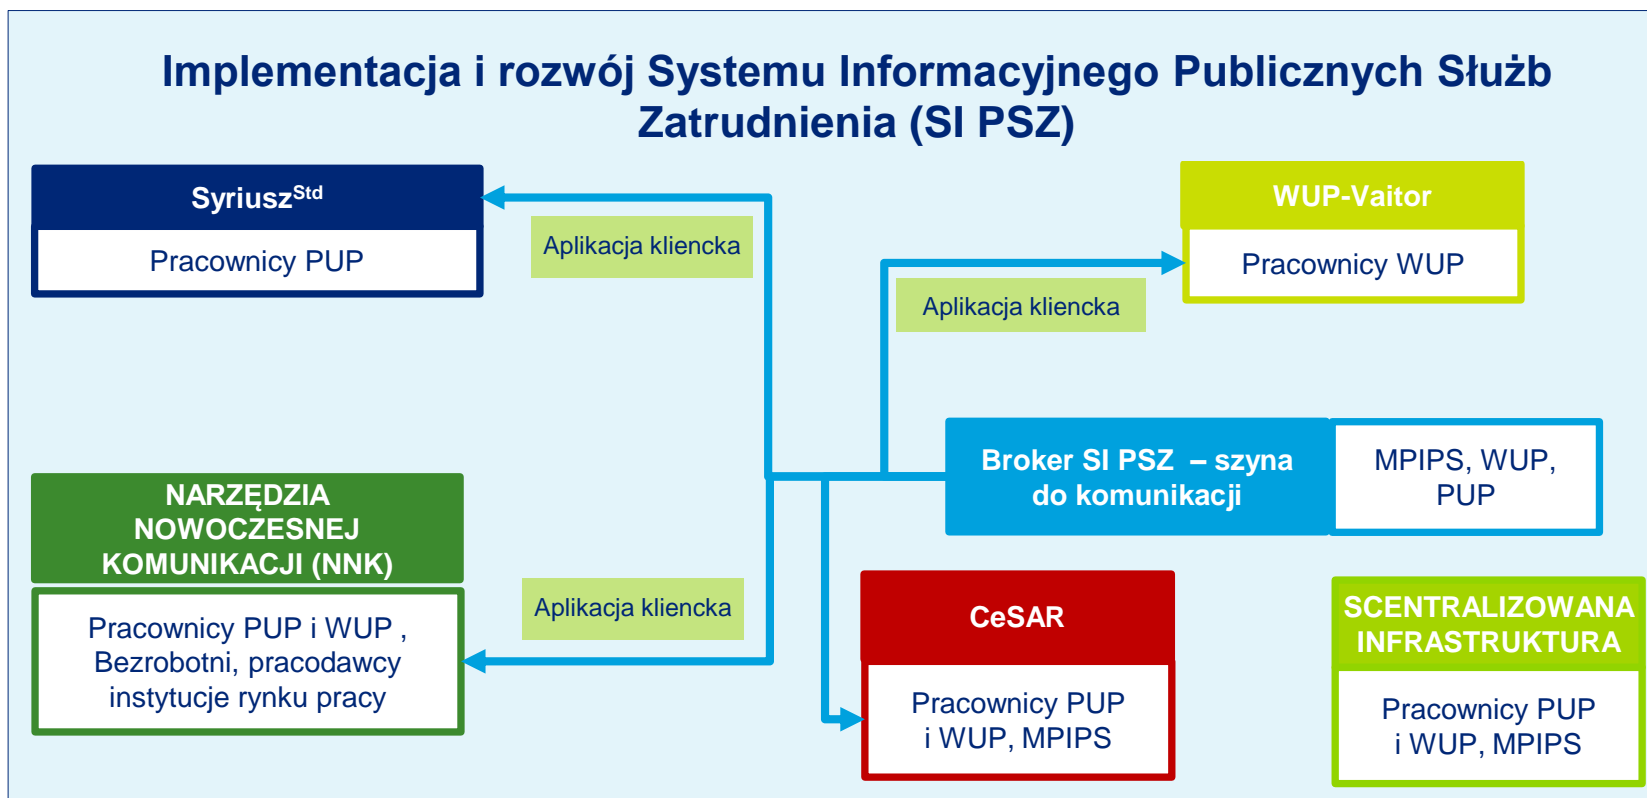 Implementacja i rozwój Systemu Informacyjnego Publicznych Służb
Zatrudnienia (SI PSZ)
SyriuszStd
Pracownicy PUP
Aplikacja kliencka
WUP-Vaitor
Pracownicy WUP
Aplikacja kliencka
Broker SI PSZ – szyna
do komunikacji
MPIPS, WUP,
PUP
NARZĘDZIA
NOWOCZESNEJ
KOMUNIKACJI (NNK)
Pracownicy PUP i WUP ,
Bezrobotni, pracodawcy
instytucje rynku pracy
Aplikacja kliencka
CeSAR
Pracownicy PUP
i WUP, MPIPS
SCENTRALIZOWANA
INFRASTRUKTURA
Pracownicy PUP
i WUP, MPIPS